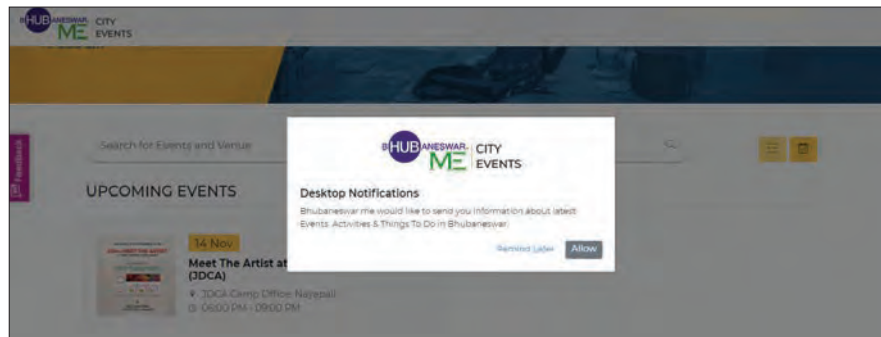 BHUBANESWAR.ME CITY EVENTS
Feedback
Search for Events and Venue
UPCOMING EVENTS
14 Nov
Meet The Artist at
(JDCA)
JDCA Camp Office, Nayapalli
06:00 PM - 09:00 PM
BHUBANESWAR.ME CITY EVENTS
Desktop Notifications
Bhubaneswar me would like to send you information about latest
Events, Activities & Things To Do in Bhubaneswar.
Remind Later
Allow